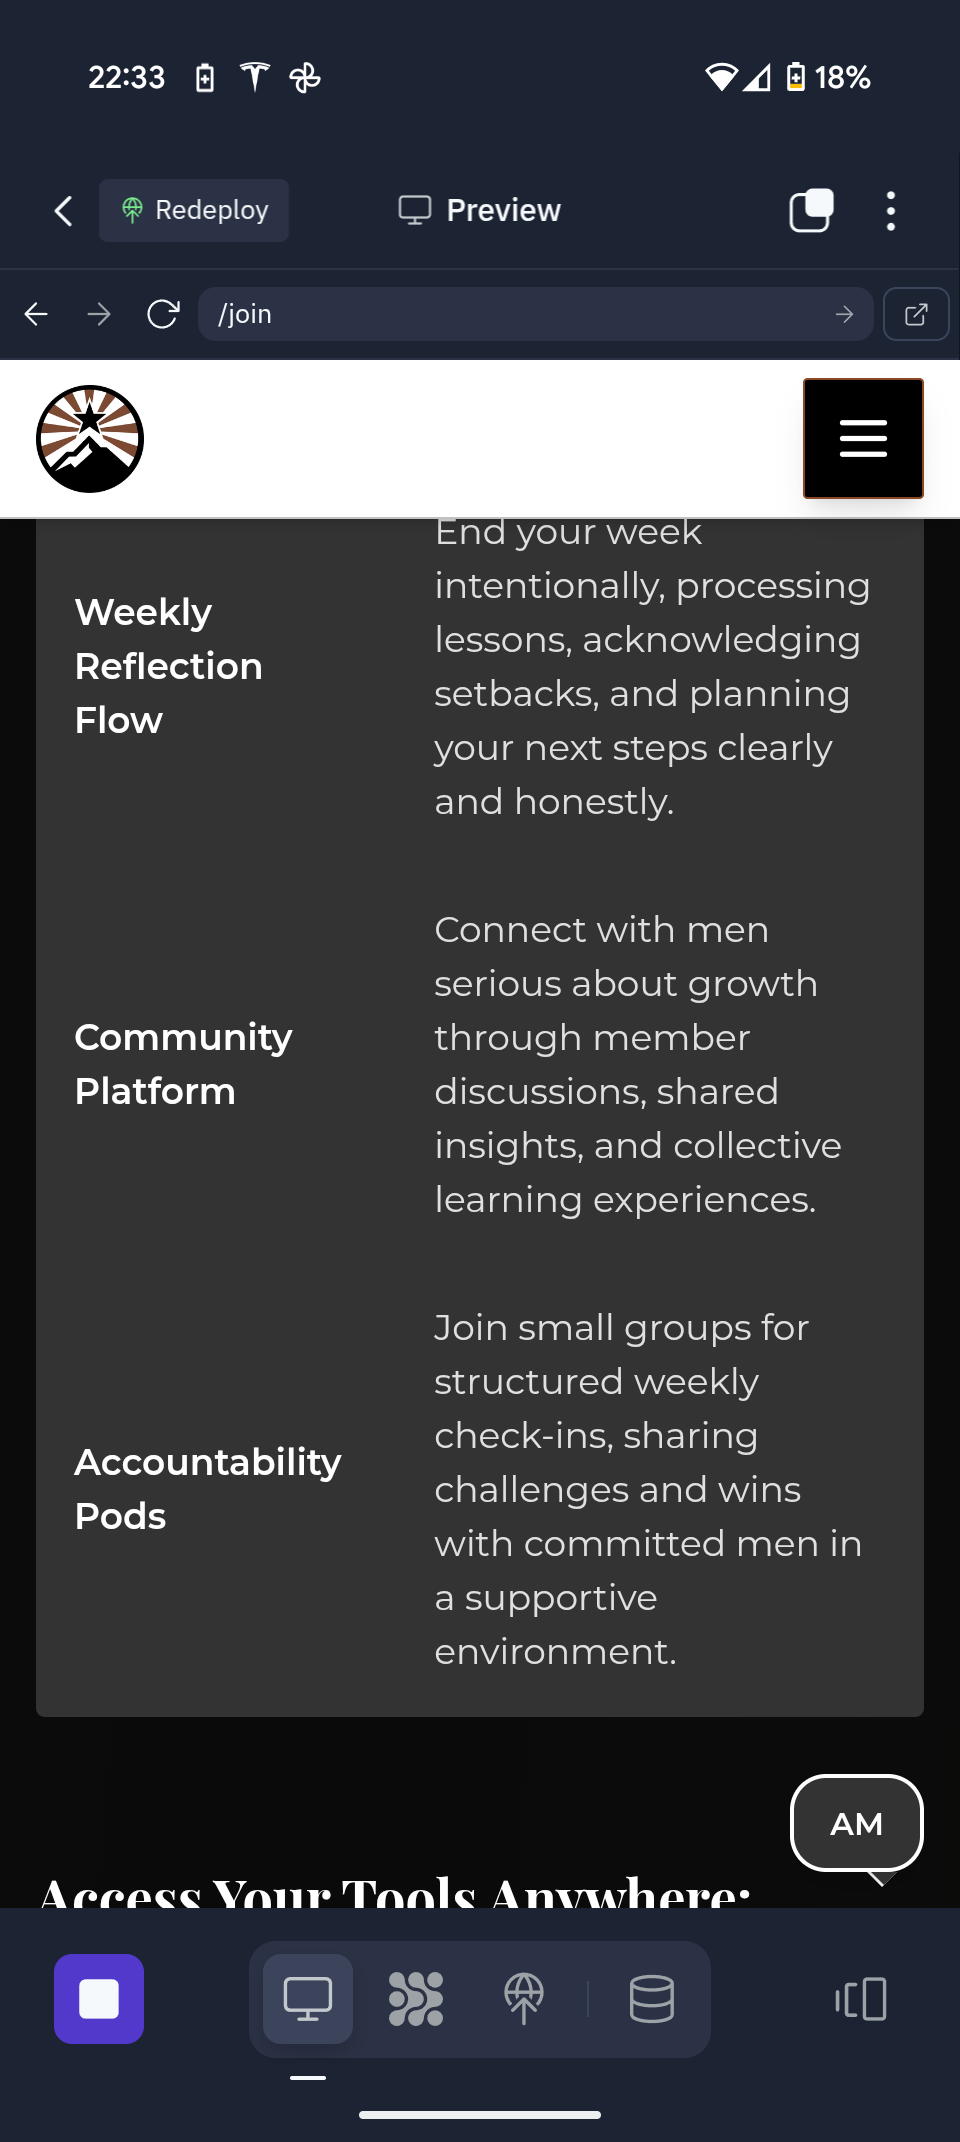 22:33
18%
Redeploy
Preview
/join
End your week
intentionally, processing
lessons, acknowledging
setbacks, and planning
your next steps clearly
and honestly.
Weekly
Reflection
Flow
Connect with men
serious about growth
through member
discussions, shared
insights, and collective
learning experiences.
Community
Platform
Join small groups for
structured weekly
check-ins, sharing
challenges and wins
with committed men in
a supportive
environment.
Accountability
Pods
AM
Access Your Tools Anywhere: